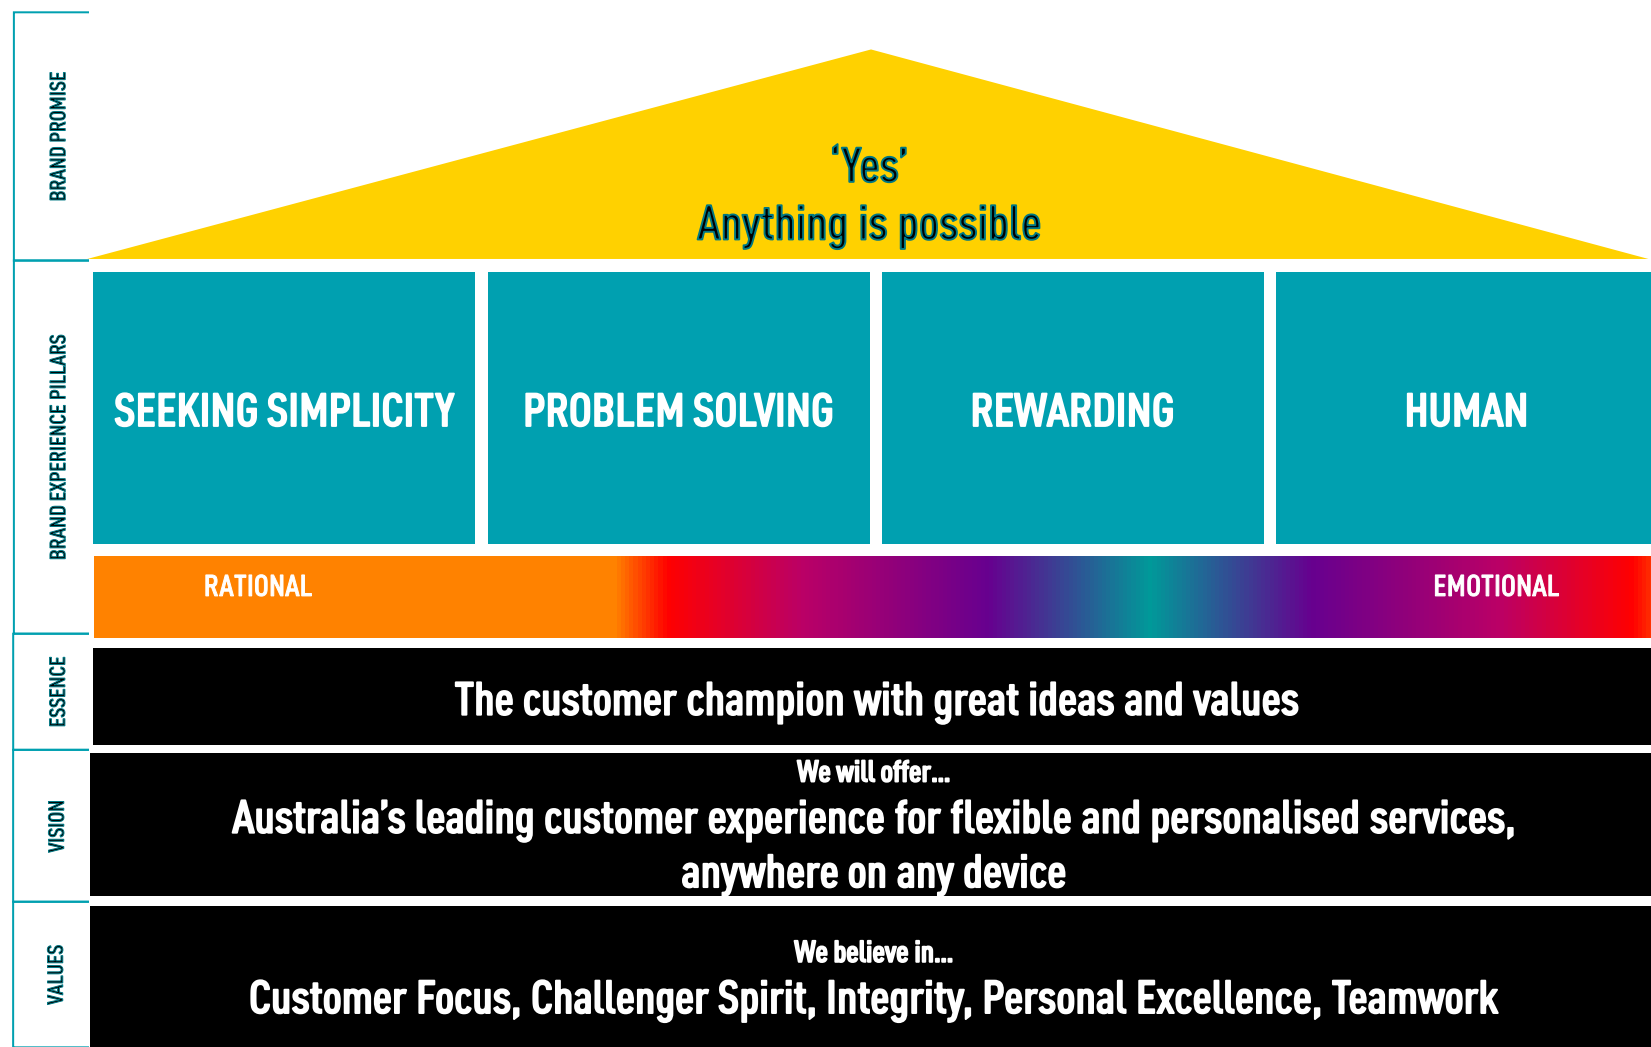 BRAND PROMISE
‘Yes’
Anything is possible
BRAND EXPERIENCE PILLARS
SEEKING SIMPLICITY
PROBLEM SOLVING
REWARDING
HUMAN
RATIONAL
EMOTIONAL
ESSENCE
The customer champion with great ideas and values
VISION
We will offer...
Australia’s leading customer experience for flexible and personalised services,
anywhere on any device
VALUES
We believe in...
Customer Focus, Challenger Spirit, Integrity, Personal Excellence, Teamwork